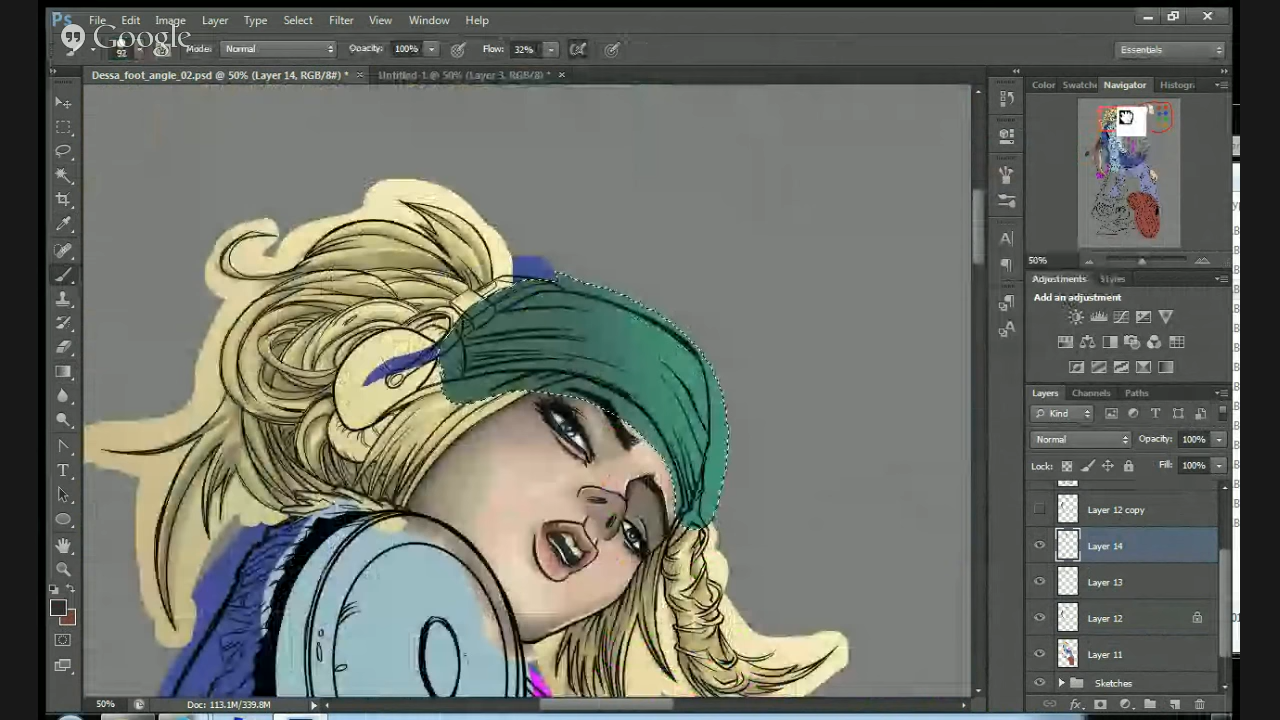 Ps File Edit Image Layer Type Select Filter View Window Help
Google
92 Mode: Normal Opacity: 100% Flow: 32% Essentials
Dessa_foot_angle_02.psd @ 50% (Layer 14, RGB/8#) * × Untitled-1 @ 50% (Layer 3, RGB/8) * ×
Color Swatche Navigator Histogr
50%
Adjustments Styles
Add an adjustment
Layers Channels Paths
Kind
Normal Opacity: 100%
Lock: Fill: 100%
Layer 12 copy
Layer 14
Layer 13
Layer 12
Layer 11
Sketches
50% Doc: 113.1M/339.8M